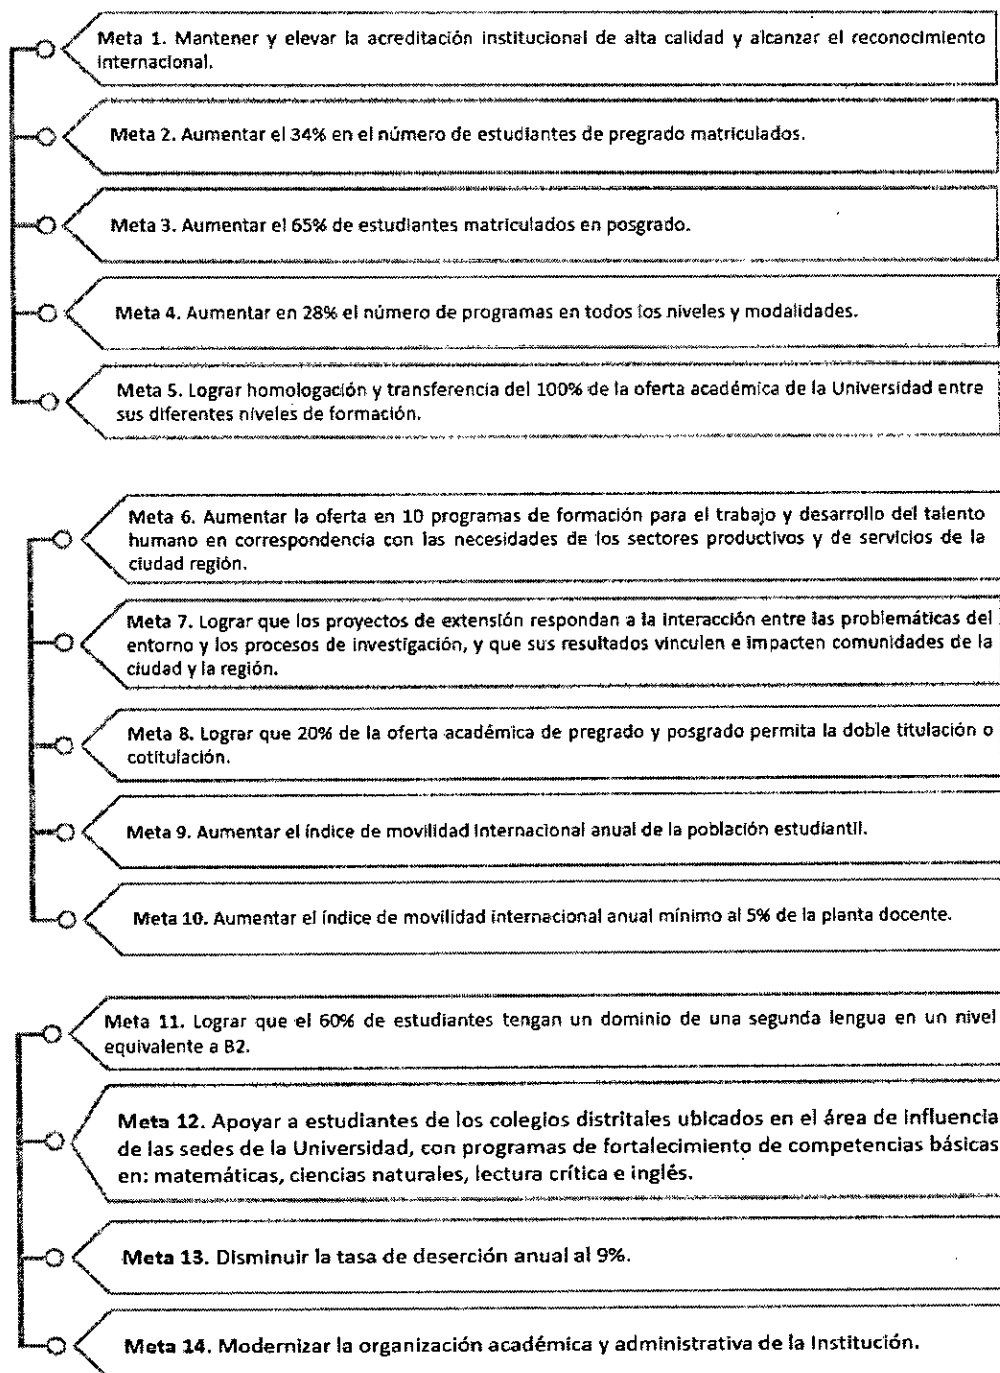 Meta 1. Mantener y elevar la acreditación institucional de alta calidad y alcanzar el reconocimiento
internacional.
Meta 2. Aumentar el 34% en el número de estudiantes de pregrado matriculados.
Meta 3. Aumentar el 65% de estudiantes matriculados en posgrado.
Meta 4. Aumentar en 28% el número de programas en todos los niveles y modalidades.
Meta 5. Lograr homologación y transferencia del 100% de la oferta académica de la Universidad entre
sus diferentes niveles de formación.
Meta 6. Aumentar la oferta en 10 programas de formación para el trabajo y desarrollo del talento
humano en correspondencia con las necesidades de los sectores productivos y de servicios de la
ciudad región.
Meta 7. Lograr que los proyectos de extensión respondan a la interacción entre las problemáticas del
entorno y los procesos de investigación, y que sus resultados vinculen e impacten comunidades de la
ciudad y la región.
Meta 8. Lograr que 20% de la oferta académica de pregrado y posgrado permita la doble titulación o
cotitulación.
Meta 9. Aumentar el índice de movilidad internacional anual de la población estudiantil.
Meta 10. Aumentar el índice de movilidad internacional anual mínimo al 5% de la planta docente.
Meta 11. Lograr que el 60% de estudiantes tengan un dominio de una segunda lengua en un nivel
equivalente a B2.
Meta 12. Apoyar a estudiantes de los colegios distritales ubicados en el área de influencia
de las sedes de la Universidad, con programas de fortalecimiento de competencias básicas
en: matemáticas, ciencias naturales, lectura crítica e inglés.
Meta 13. Disminuir la tasa de deserción anual al 9%.
Meta 14. Modernizar la organización académica y administrativa de la Institución.